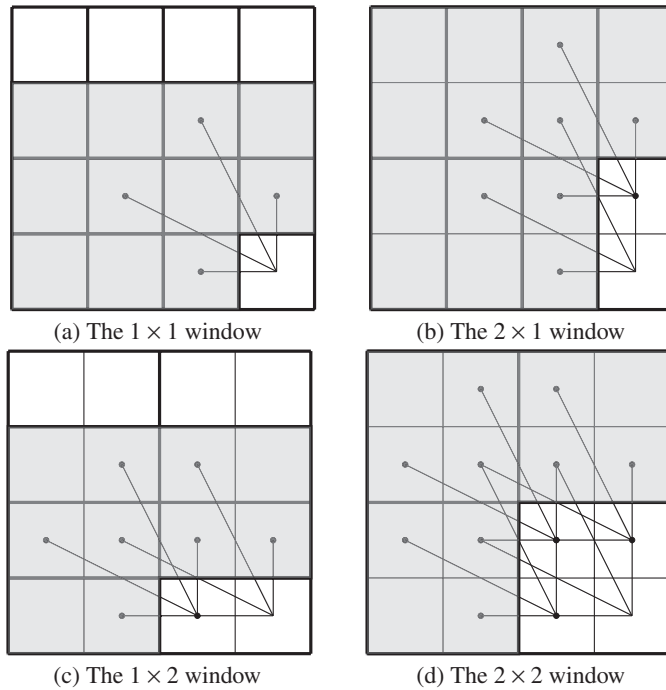 (a) The 1 × 1 window
(b) The 2 × 1 window
(c) The 1 × 2 window
(d) The 2 × 2 window